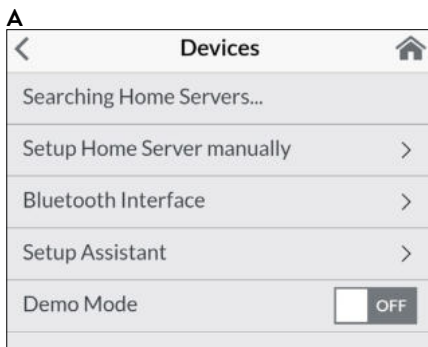 A
Devices
Searching Home Servers...
Setup Home Server manually
Bluetooth Interface
Setup Assistant
Demo Mode OFF